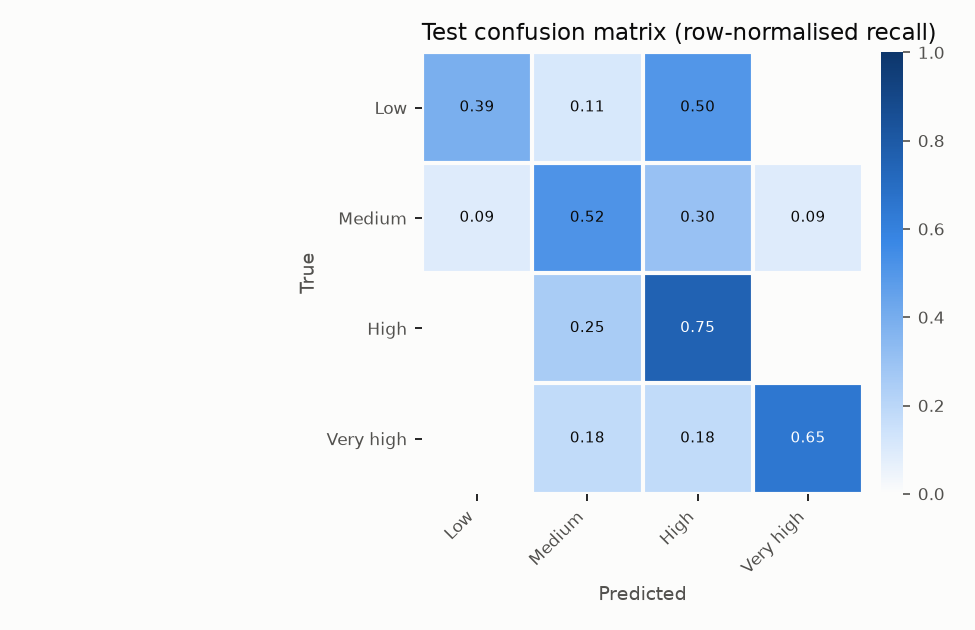 Test confusion matrix (row-normalised recall)
Low 0.39 0.11 0.50
Medium 0.09 0.52 0.30 0.09
High 0.25 0.75
Very high 0.18 0.18 0.65
True
Low Medium High Very high
Predicted
1.0
0.8
0.6
0.4
0.2
0.0